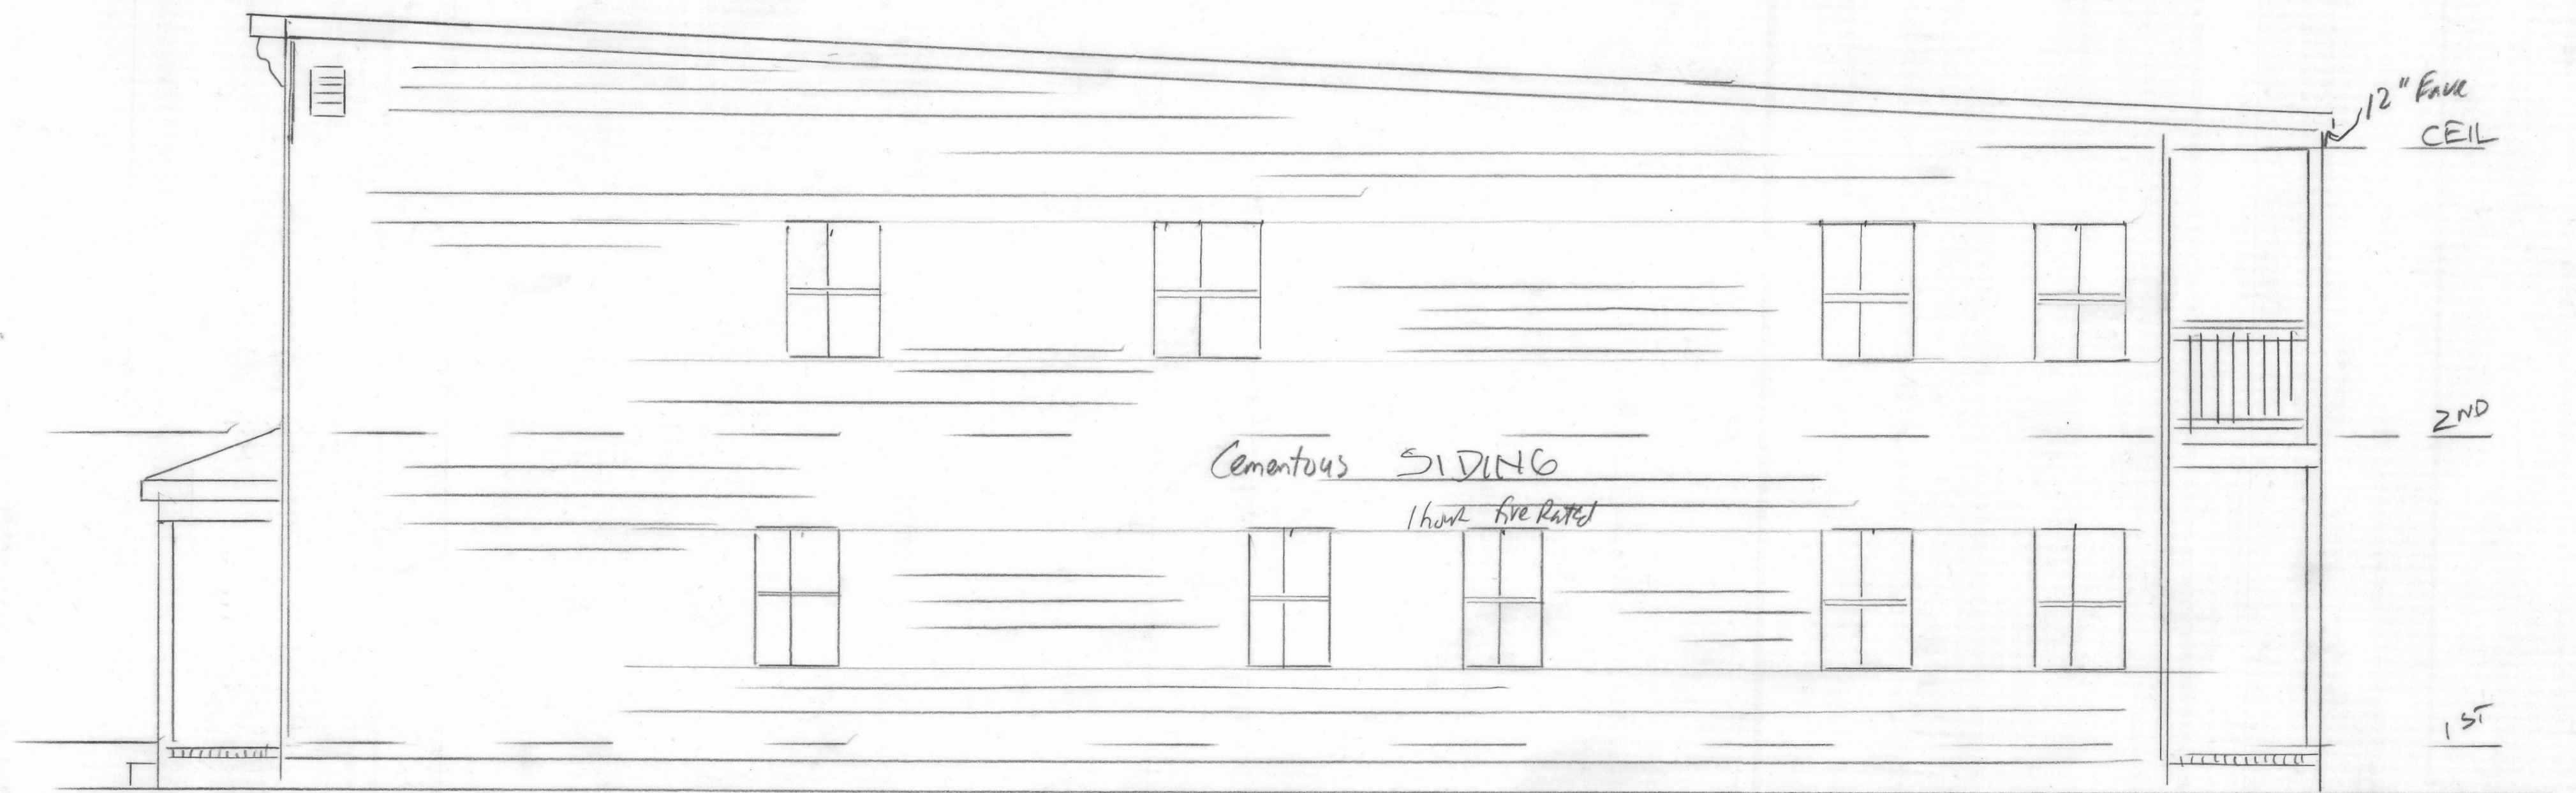 12" Eave
CEIL
2ND
Cementous SIDING
1 hour fire Rated
1ST